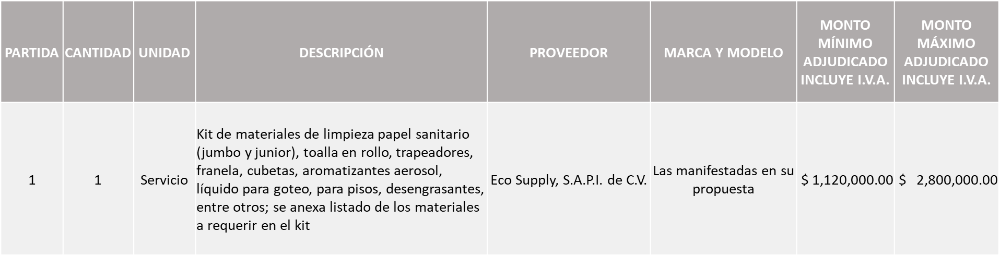 PARTIDA
CANTIDAD
UNIDAD
DESCRIPCIÓN
PROVEEDOR
MARCA Y MODELO
MONTO
MÍNIMO
ADJUDICADO
INCLUYE I.V.A.
MONTO
MÁXIMO
ADJUDICADO
INCLUYE I.V.A.
1
1
Servicio
Kit de materiales de limpieza papel sanitario
(jumbo y junior), toalla en rollo, trapeadores,
franela, cubetas, aromatizantes aerosol,
líquido para goteo, para pisos, desengrasantes,
entre otros; se anexa listado de los materiales
a requerir en el kit
Eco Supply, S.A.P.I. de C.V.
Las manifestadas en su
propuesta
$ 1,120,000.00
$ 2,800,000.00